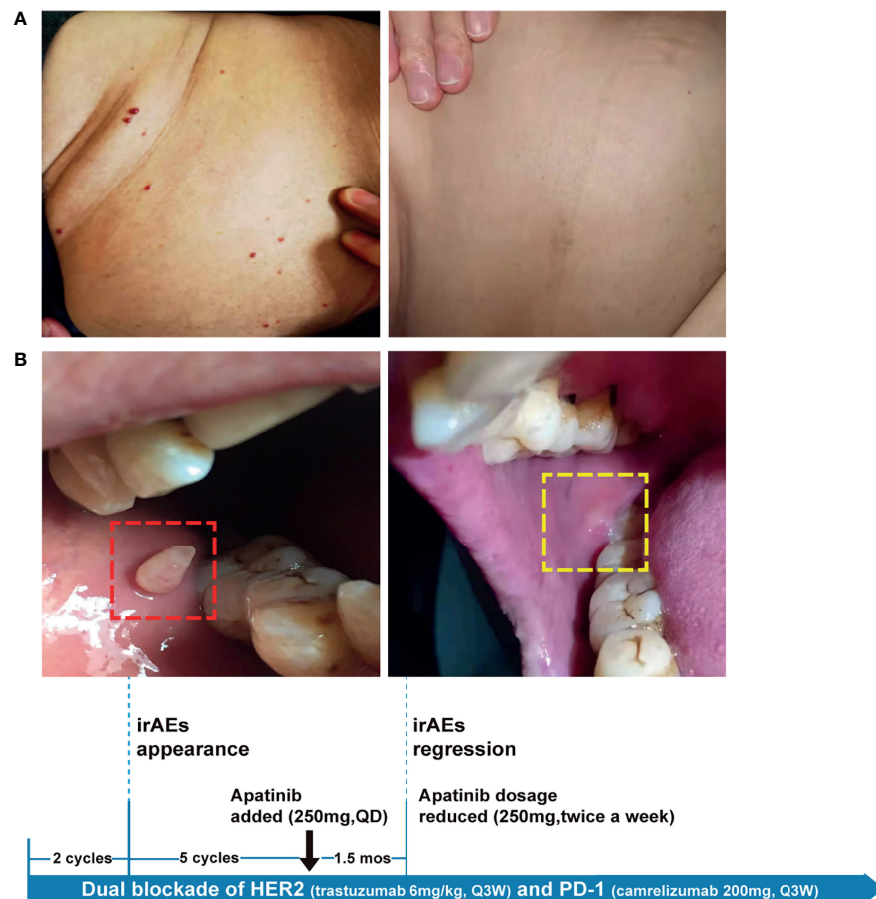 A
B
irAEs
appearance
irAEs
regression
Apatinib
added (250mg,QD)
Apatinib dosage
reduced (250mg,twice a week)
2 cycles
5 cycles
1.5 mos
Dual blockade of HER2 (trastuzumab 6mg/kg, Q3W) and PD-1 (camrelizumab 200mg, Q3W)